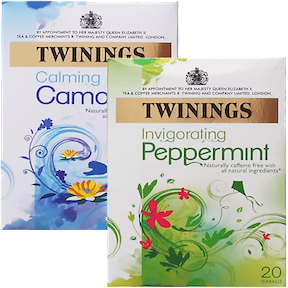 BY APPOINTMENT TO HER MAJESTY QUEEN ELIZABETH II
TEA & COFFEE MERCHANTS R. TWINING AND COMPANY LIMITED, LONDON.
TWININGS
Calming
Camo
Naturally
BY APPOINTMENT TO HER MAJESTY QUEEN ELIZABETH II
TEA & COFFEE MERCHANTS R. TWINING AND COMPANY LIMITED, LONDON.
TWININGS
Invigorating
Peppermint
Naturally caffeine free with
all natural ingredients*
20
TEABAGS